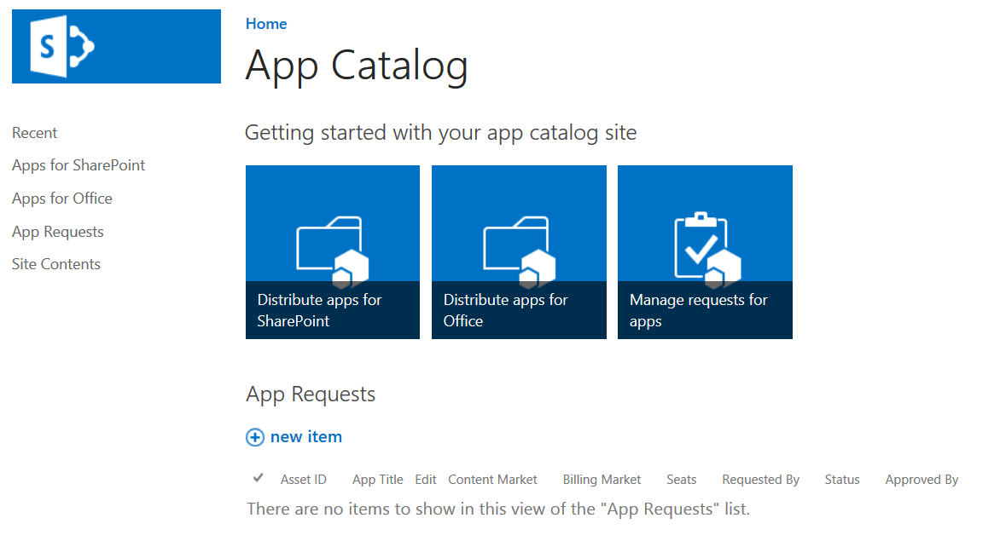 S
Home
App Catalog
Recent
Apps for SharePoint
Apps for Office
App Requests
Site Contents
Getting started with your app catalog site
Distribute apps for
SharePoint
Distribute apps for
Office
Manage requests for
apps
App Requests
new item
Asset ID App Title Edit Content Market Billing Market Seats Requested By Status Approved By
There are no items to show in this view of the "App Requests" list.